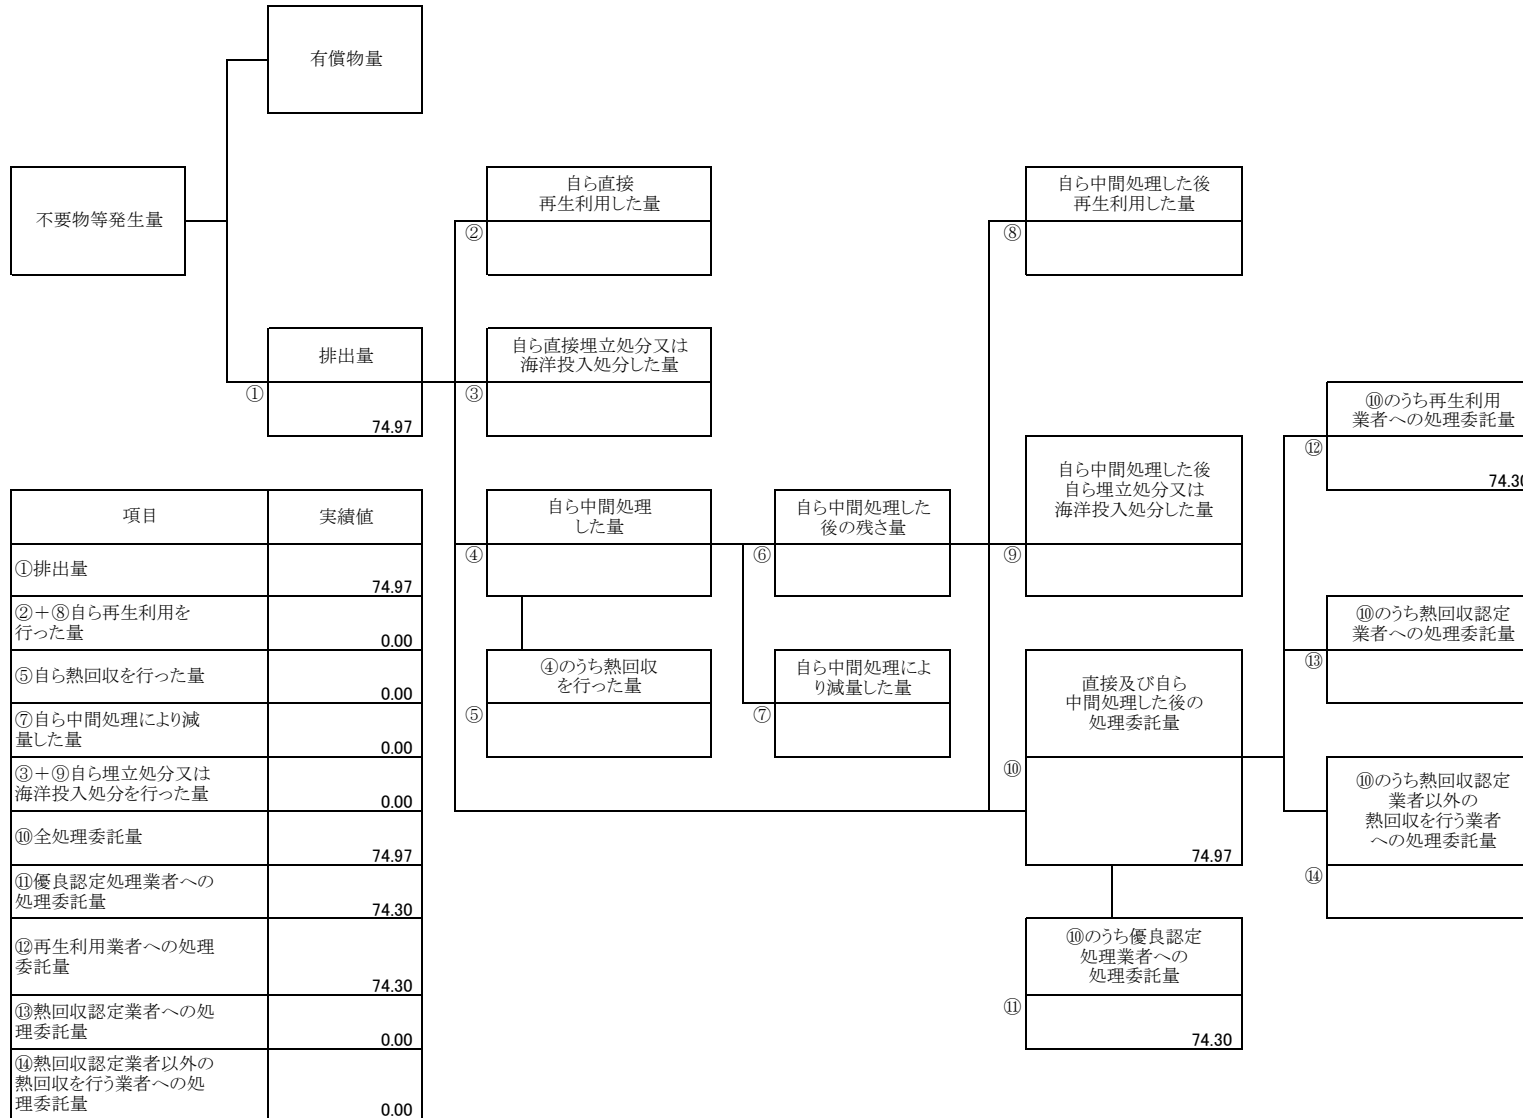 有償物量
不要物等発生量
自ら直接
再生利用した量
②
自ら中間処理した後
再生利用した量
⑧
排出量
①
74.97
自ら直接埋立処分又は
海洋投入処分した量
③
⑩のうち再生利用
業者への処理委託量
⑫
74.30
自ら中間処理
した量
④
自ら中間処理した
後の残さ量
⑥
自ら中間処理した後
自ら埋立処分又は
海洋投入処分した量
⑨
⑩のうち熱回収認定
業者への処理委託量
⑬
④のうち熱回収
を行った量
⑤
自ら中間処理によ
り減量した量
⑦
直接及び自ら
中間処理した後の
処理委託量
⑩
74.97
⑩のうち熱回収認定
業者以外の
熱回収を行う業者
への処理委託量
⑭
⑩のうち優良認定
処理業者への
処理委託量
⑪
74.30
項目
実績値
①排出量
74.97
②+⑧自ら再生利用を
行った量
0.00
⑤自ら熱回収を行った量
0.00
⑦自ら中間処理により減
量した量
0.00
③+⑨自ら埋立処分又は
海洋投入処分を行った量
0.00
⑩全処理委託量
74.97
⑪優良認定処理業者への
処理委託量
74.30
⑫再生利用業者への処理
委託量
74.30
⑬熱回収認定業者への処
理委託量
0.00
⑭熱回収認定業者以外の
熱回収を行う業者への処
理委託量
0.00